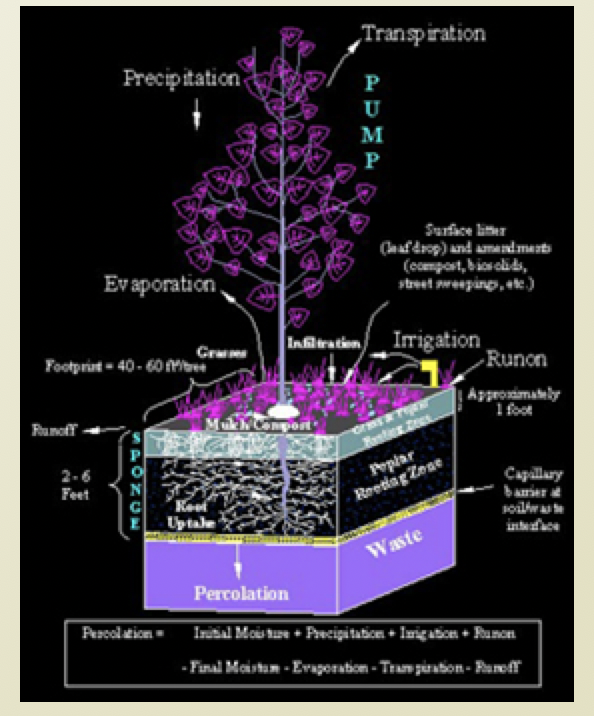 Transpiration
Precipitation
PUMP
Surface litter
(leaf drop) and amendments
(compost, biosolids,
street sweepings, etc.)
Evaporation
Infiltration
Irrigation
Grasses
Runon
Footprint = 40 - 60 ft²/tree
Approximately
1 foot
Mulch/Compost
Grass & Poplar
Rooting Zone
Runoff
SPONGE
2 - 6
Feet
Poplar
Rooting Zone
Root
Uptake
Capillary
barrier at
soil/waste
interface
Waste
Percolation
Percolation = Initial Moisture + Precipitation + Irrigation + Runon
- Final Moisture - Evaporation - Transpiration - Runoff